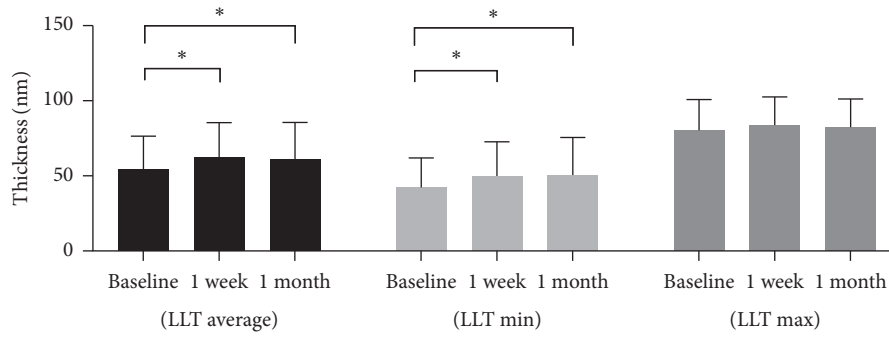 150
100
50
0
Thickness (nm)
* * * *
Baseline 1 week 1 month Baseline 1 week 1 month Baseline 1 week 1 month
(LLT average) (LLT min) (LLT max)